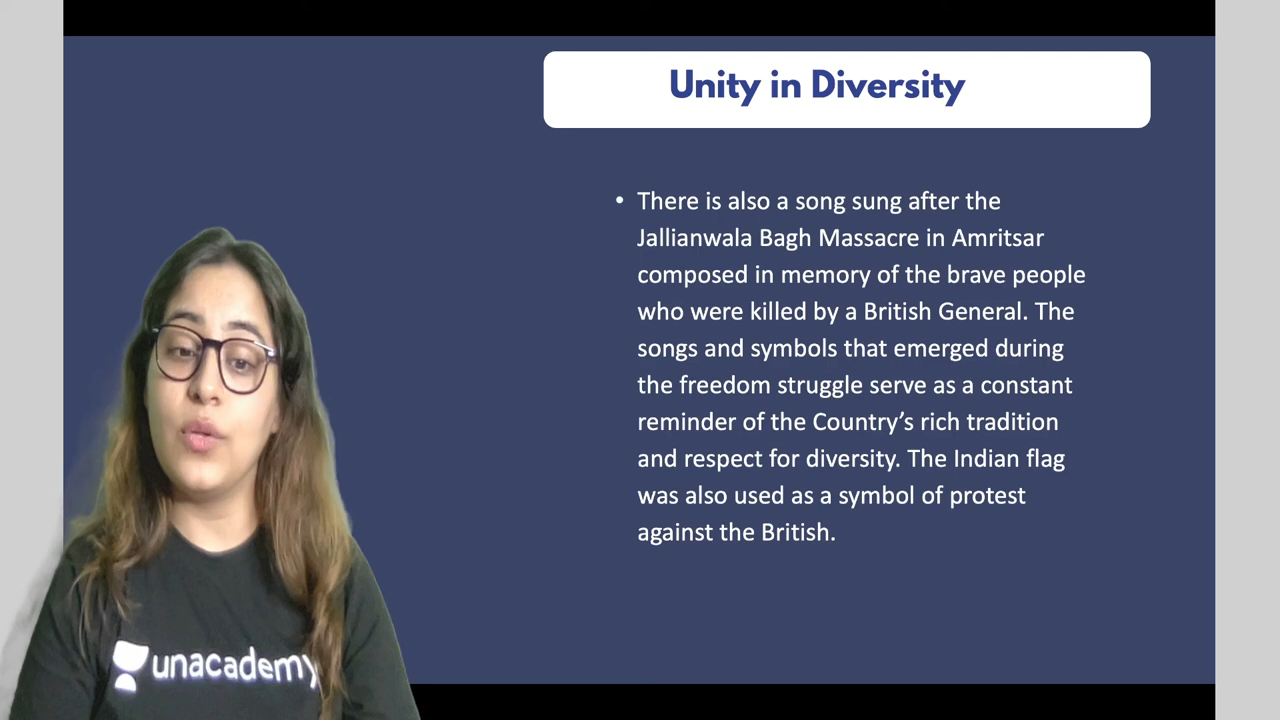 Unity in Diversity
• There is also a song sung after the
Jallianwala Bagh Massacre in Amritsar
composed in memory of the brave people
who were killed by a British General. The
songs and symbols that emerged during
the freedom struggle serve as a constant
reminder of the Country’s rich tradition
and respect for diversity. The Indian flag
was also used as a symbol of protest
against the British.
unacademy